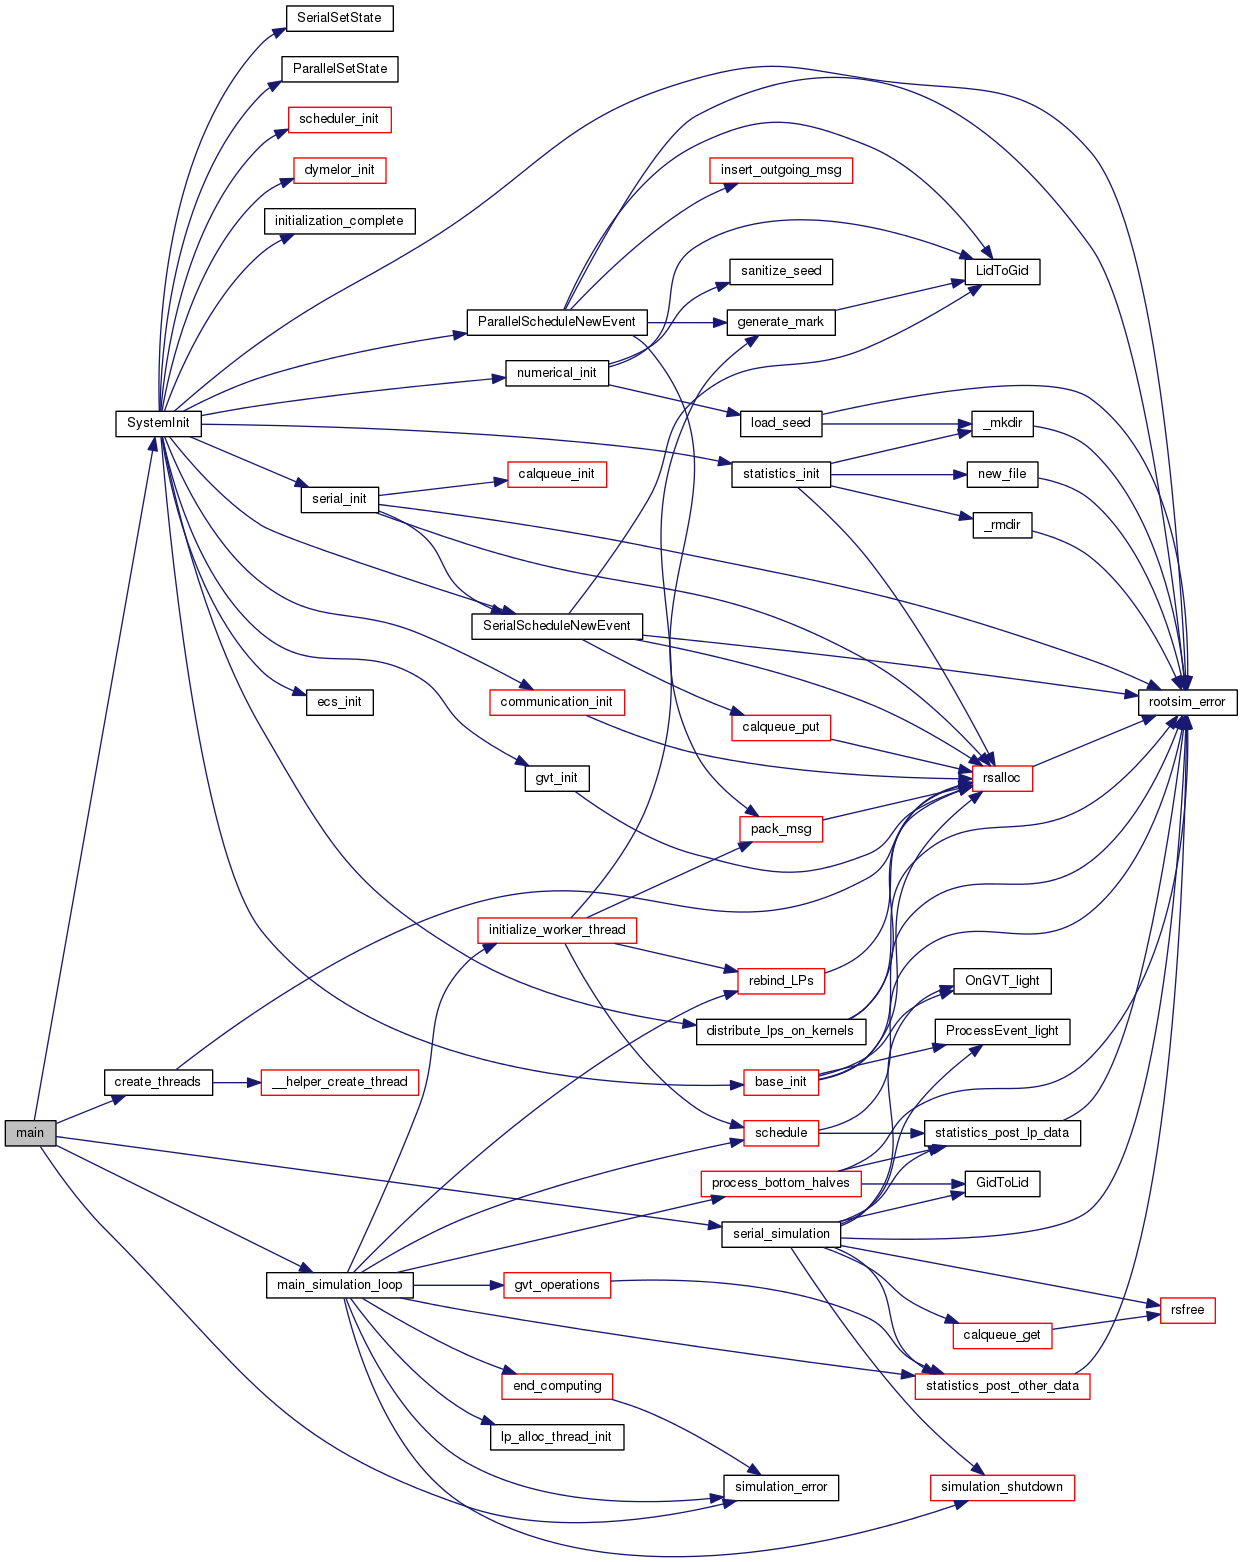 SerialSetState
ParallelSetState
scheduler_init
dymelor_init
insert_outgoing_msg
initialization_complete
sanitize_seed
LidToGid
ParallelScheduleNewEvent
generate_mark
numerical_init
SystemInit
load_seed
_mkdir
calqueue_init
statistics_init
new_file
serial_init
_rmdir
SerialScheduleNewEvent
ecs_init
communication_init
rootsim_error
calqueue_put
gvt_init
rsalloc
pack_msg
initialize_worker_thread
rebind_LPs
OnGVT_light
distribute_lps_on_kernels
ProcessEvent_light
create_threads
__helper_create_thread
base_init
main
schedule
statistics_post_lp_data
process_bottom_halves
GidToLid
serial_simulation
main_simulation_loop
gvt_operations
rsfree
calqueue_get
end_computing
statistics_post_other_data
lp_alloc_thread_init
simulation_error
simulation_shutdown